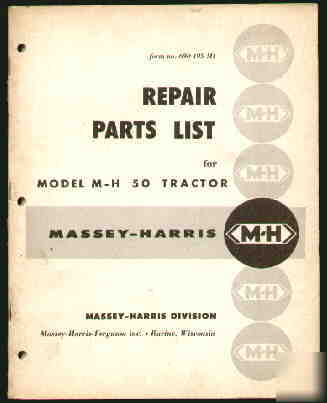 form no. 690 195 M1
M-H
REPAIR
M-H
PARTS LIST
for
M-H
MODEL M-H 50 TRACTOR
MASSEY-HARRIS
M-H
M-H
MASSEY-HARRIS DIVISION
Massey-Harris-Ferguson inc. • Racine, Wisconsin
M-H